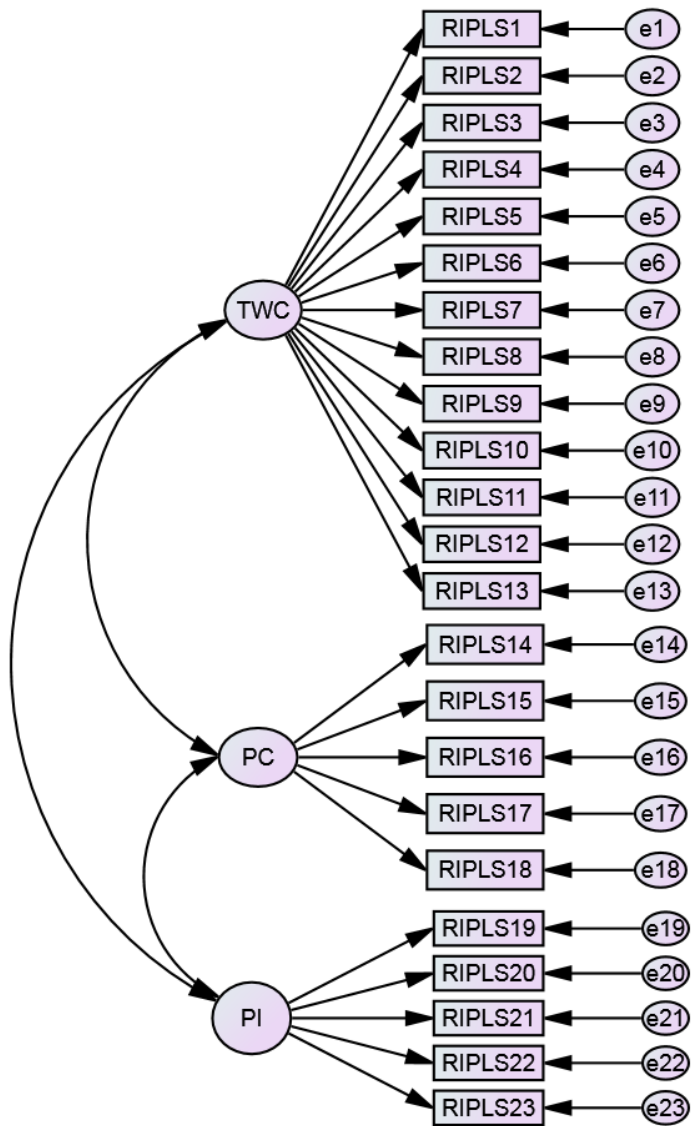 RIPLS1 e1
RIPLS2 e2
RIPLS3 e3
RIPLS4 e4
RIPLS5 e5
RIPLS6 e6
TWC RIPLS7 e7
RIPLS8 e8
RIPLS9 e9
RIPLS10 e10
RIPLS11 e11
RIPLS12 e12
RIPLS13 e13
RIPLS14 e14
RIPLS15 e15
PC RIPLS16 e16
RIPLS17 e17
RIPLS18 e18
RIPLS19 e19
RIPLS20 e20
PI RIPLS21 e21
RIPLS22 e22
RIPLS23 e23